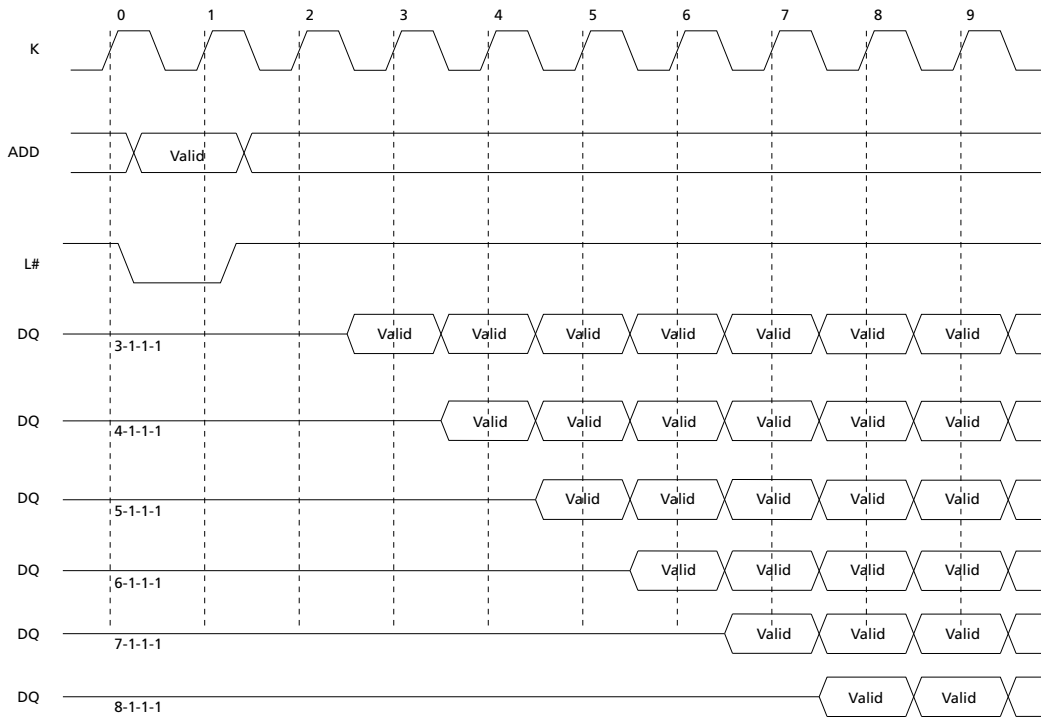 0 1 2 3 4 5 6 7 8 9
K
ADD Valid
L#
DQ Valid Valid Valid Valid Valid Valid Valid
3-1-1-1
DQ Valid Valid Valid Valid Valid Valid
4-1-1-1
DQ Valid Valid Valid Valid Valid
5-1-1-1
DQ Valid Valid Valid Valid
6-1-1-1
DQ Valid Valid Valid
7-1-1-1
DQ Valid Valid
8-1-1-1